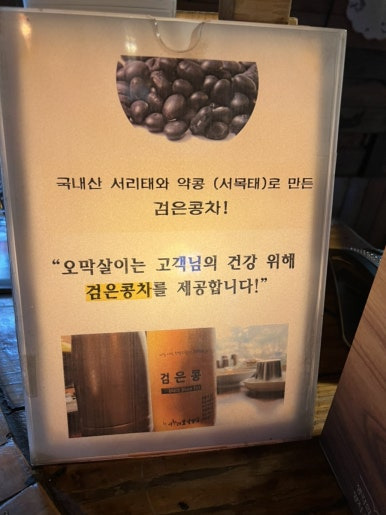 국내산 서리태와 약콩 (서목태)로 만든
검은콩차!
“오막살이는 고객님의 건강 위해
검은콩차를 제공합니다!”
검은콩